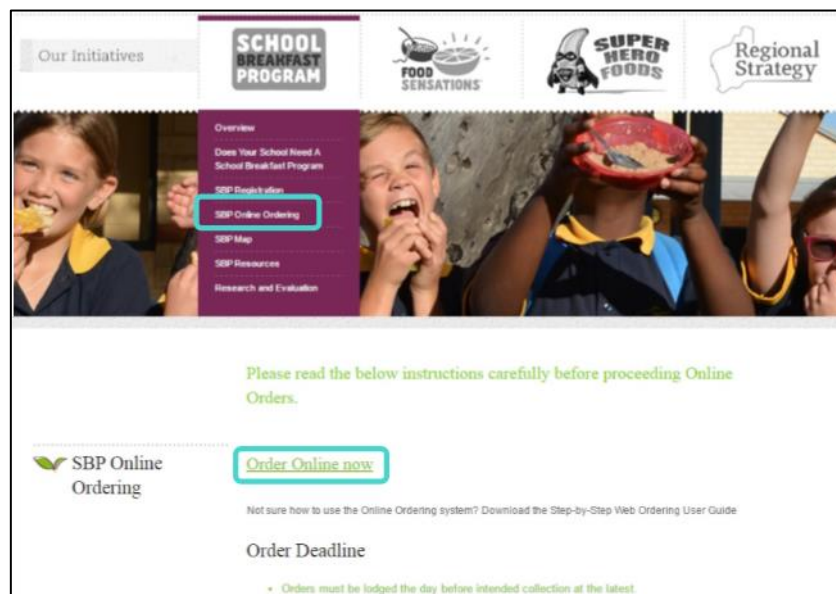 Our Initiatives
SCHOOL
BREAKFAST
PROGRAM
FOOD
SENSATIONS
SUPER
HERO
FOODS
Regional
Strategy
Overview
Does Your School Need A
School Breakfast Program
SBP Registration
SBP Online Ordering
SBP Map
SBP Resources
Research and Evaluation
Please read the below instructions carefully before proceeding Online
Orders.
SBP Online
Ordering
Order Online now
Not sure how to use the Online Ordering system? Download the Step-by-Step Web Ordering User Guide
Order Deadline
• Orders must be lodged the day before intended collection at the latest.